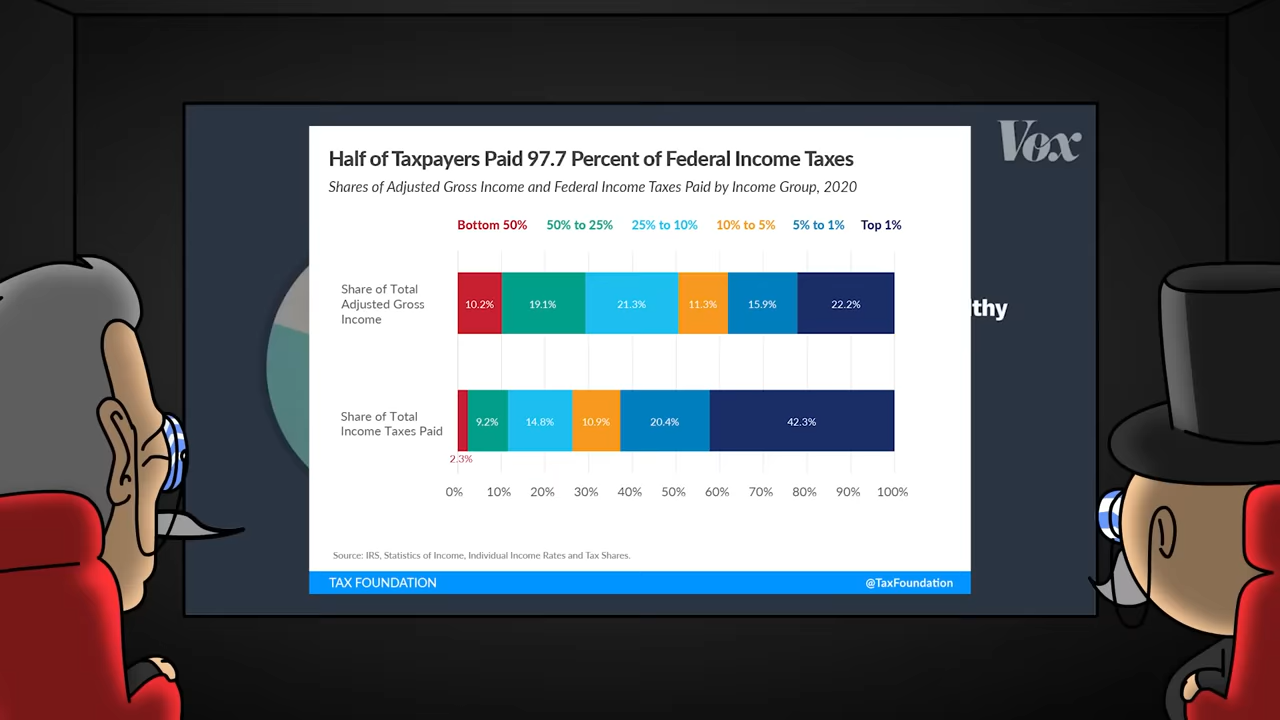 Vox
Half of Taxpayers Paid 97.7 Percent of Federal Income Taxes
Shares of Adjusted Gross Income and Federal Income Taxes Paid by Income Group, 2020
Bottom 50% 50% to 25% 25% to 10% 10% to 5% 5% to 1% Top 1%
Share of Total
Adjusted Gross
Income
10.2% 19.1% 21.3% 11.3% 15.9% 22.2%
thy
Share of Total
Income Taxes Paid
9.2% 14.8% 10.9% 20.4% 42.3%
2.3%
0% 10% 20% 30% 40% 50% 60% 70% 80% 90% 100%
Source: IRS, Statistics of Income, Individual Income Rates and Tax Shares.
TAX FOUNDATION @TaxFoundation